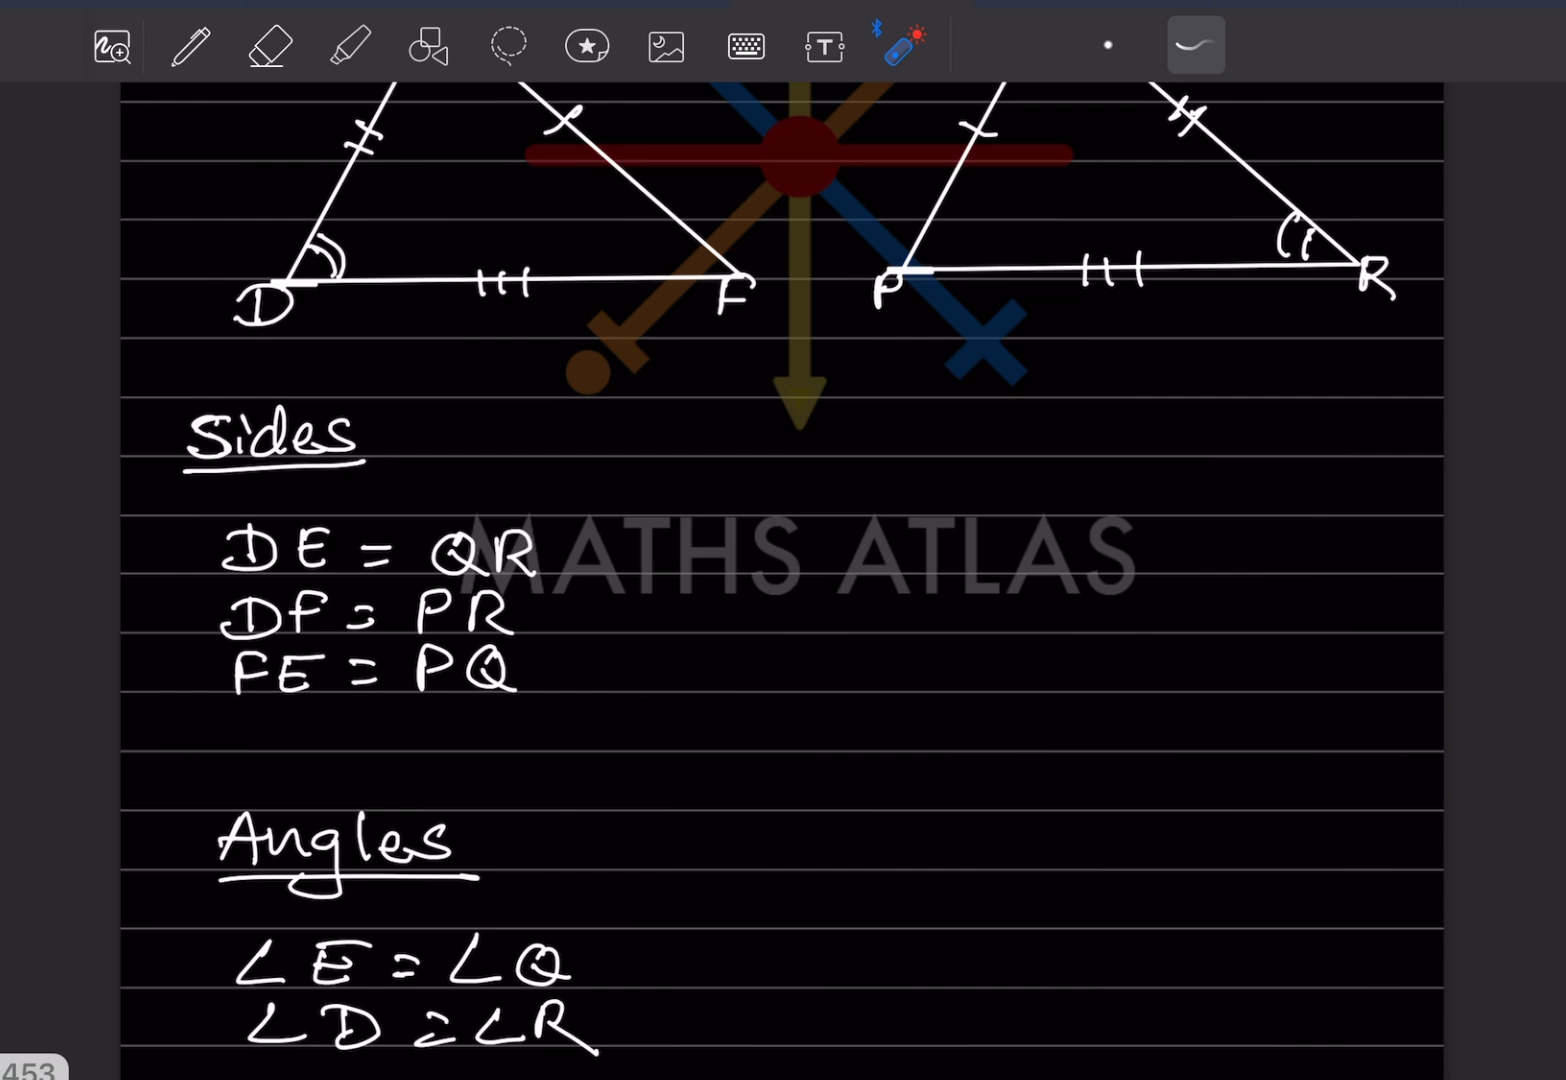 D F P R
Sides
MATHS ATLAS
DE = QR
DF = PR
FE = PQ
Angles
∠E = ∠Q
∠D = ∠R
453